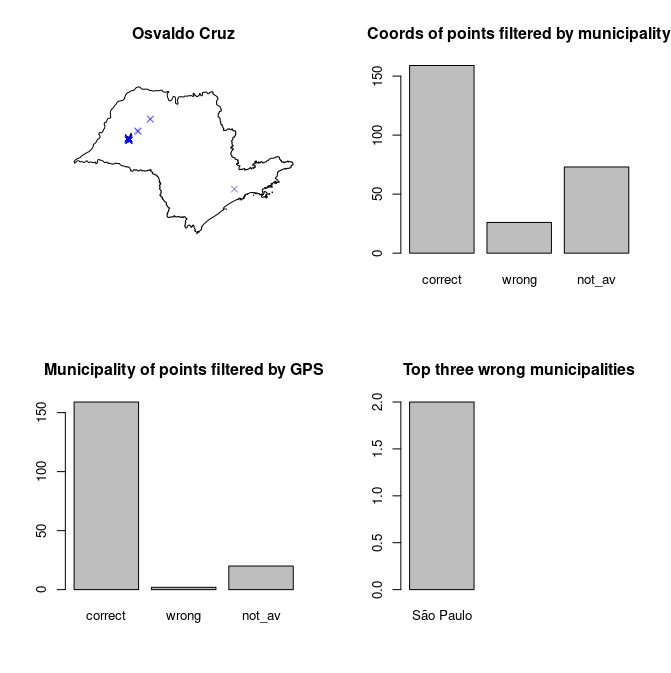 Osvaldo Cruz
Coords of points filtered by municipality
150
100
50
0
correct wrong not_av
Municipality of points filtered by GPS
150
100
50
0
correct wrong not_av
Top three wrong municipalities
2.0
1.5
1.0
0.5
0.0
São Paulo